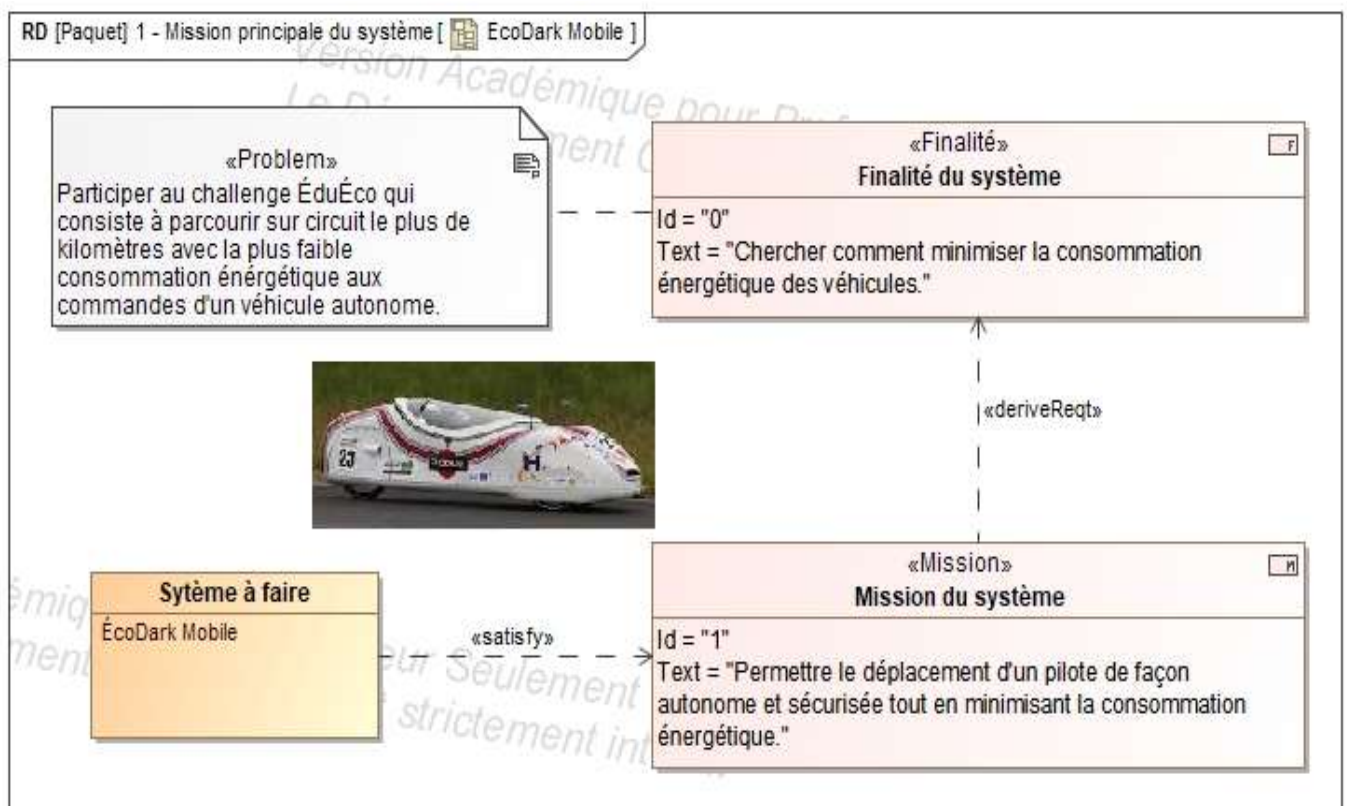 RD [Paquet] 1 - Mission principale du système [ EcoDark Mobile ]
Version Académique pour
«Problem»
Participer au challenge ÉduÉco qui
consiste à parcourir sur circuit le plus de
kilomètres avec la plus faible
consommation énérgétique aux
commandes d'un véhicule autonome.
«Finalité»
F
Finalité du système
Id = "0"
Text = "Chercher comment minimiser la consommation
énergétique des véhicules."
«deriveReqt»
23
H
«Mission»
M
Mission du système
Id = "1"
Text = "Permettre le déplacement d'un pilote de façon
autonome et sécurisée tout en minimisant la consommation
énergétique."
Sytème à faire
ÉcoDark Mobile
«satisfy»
Seulement
strictement